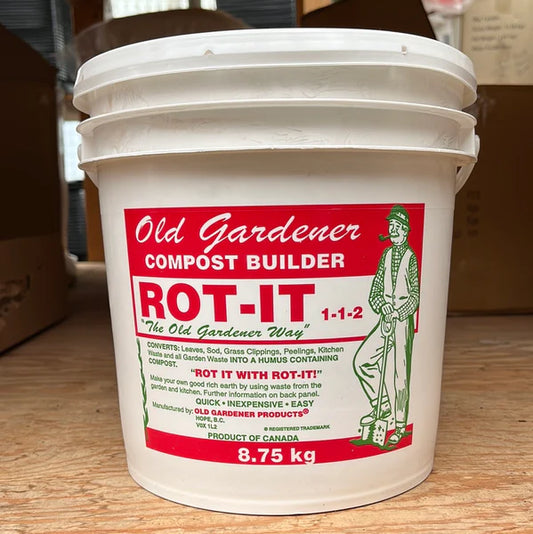 Old Gardener
COMPOST BUILDER
ROT-IT 1-1-2
"The Old Gardener Way"
CONVERTS: Leaves, Sod, Grass Clippings, Peelings, Kitchen
Waste and all Garden Waste INTO A HUMUS CONTAINING
COMPOST.
"ROT IT WITH ROT-IT!"
Make your own good rich earth by using waste from the
garden and kitchen. Further information on back panel.
QUICK • INEXPENSIVE • EASY
Manufactured by: OLD GARDENER PRODUCTS®
HOPE, B.C.
V0X 1L2
® REGISTERED TRADEMARK
PRODUCT OF CANADA
8.75 kg